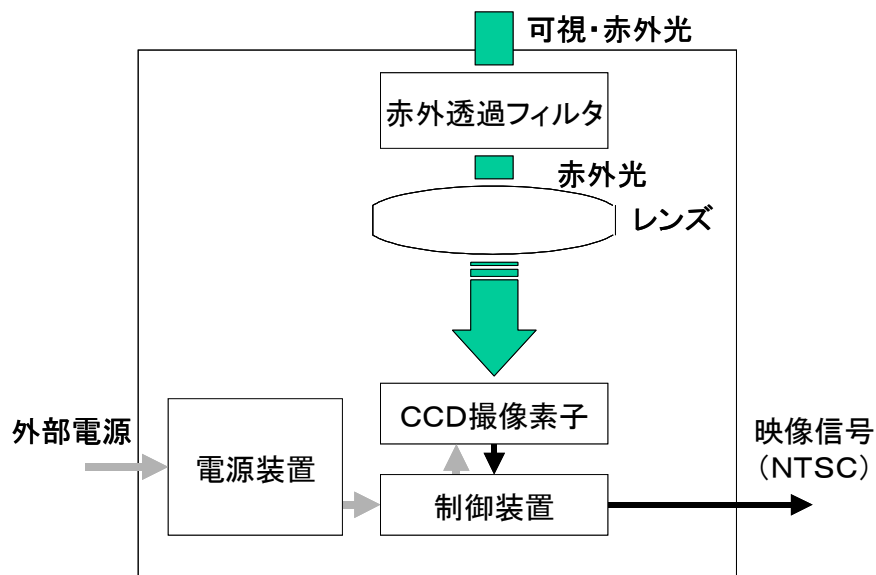 可視・赤外光
赤外透過フィルタ
赤外光
レンズ
CCD撮像素子
外部電源
電源装置
制御装置
映像信号
（NTSC）